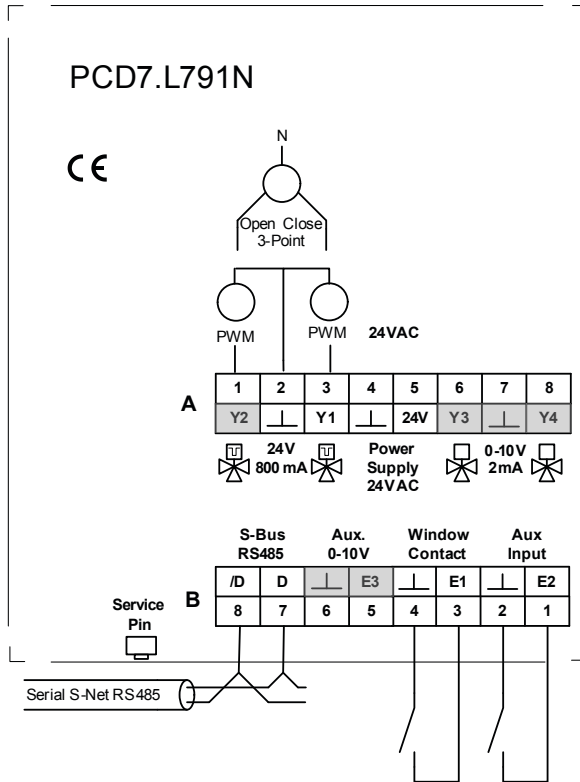 PCD7.L791N
CE
N
Open Close
3-Point
PWM PWM 24VAC
1 2 3 4 5 6 7 8
A
Y2 ⊥ Y1 ⊥ 24V Y3 ⊥ Y4
24V
800 mA
Power
Supply
24VAC
0-10V
2mA
S-Bus
RS485
Aux.
0-10V
Window
Contact
Aux
Input
/D D ⊥ E3 ⊥ E1 ⊥ E2
B
8 7 6 5 4 3 2 1
Service
Pin
Serial S-Net RS485